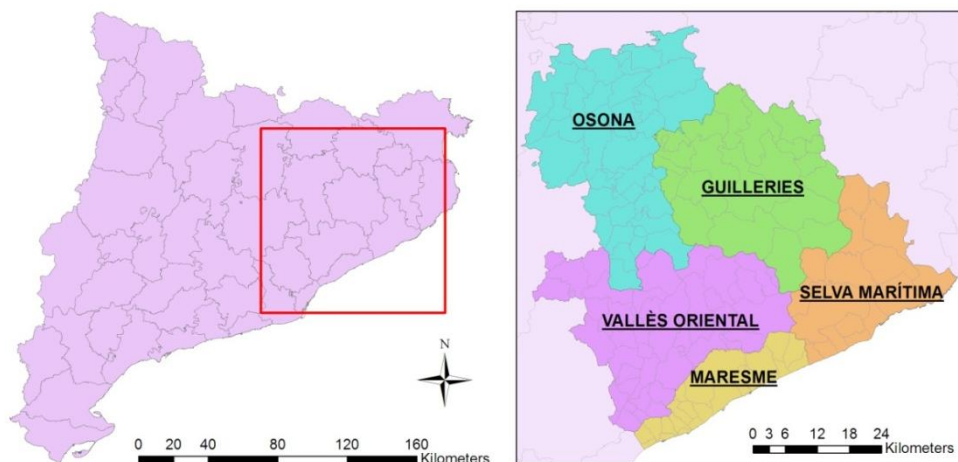 N
0 20 40 80 120 160
Kilometers
OSONA
GUILLERIES
SELVA MARÍTIMA
VALLÈS ORIENTAL
MARESME
0 3 6 12 18 24
Kilometers